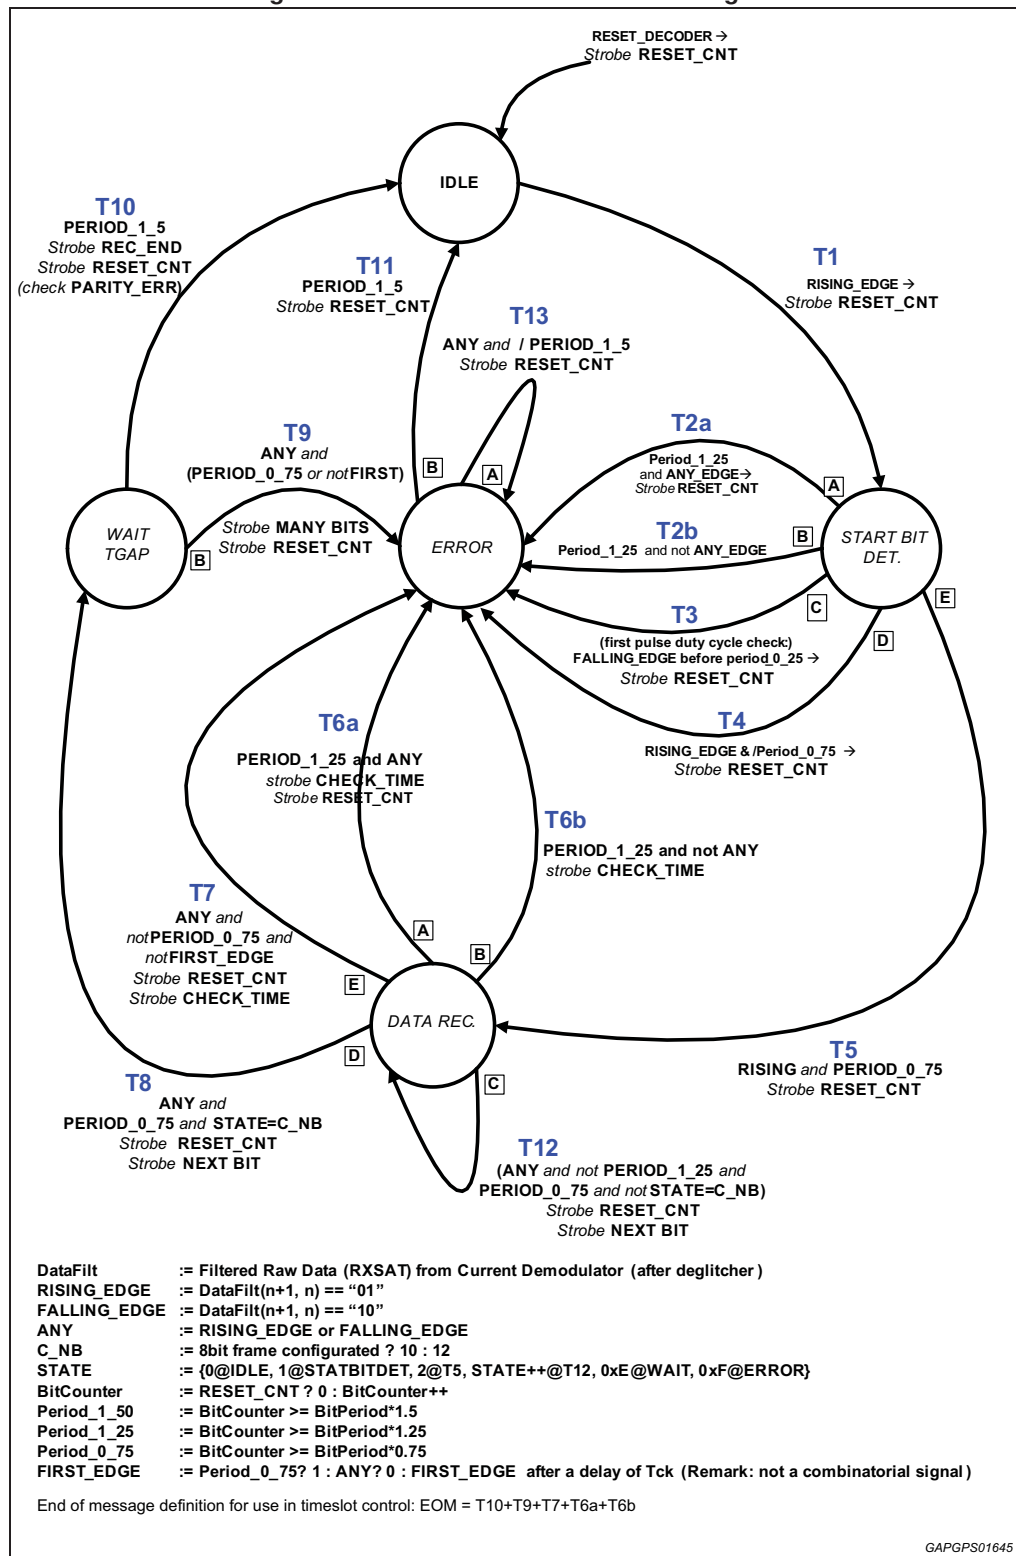 RESET_DECODER →
Strobe RESET_CNT
IDLE
T10
PERIOD_1_5
Strobe REC_END
Strobe RESET_CNT
(check PARITY_ERR)
T11
PERIOD_1_5
Strobe RESET_CNT
T1
RISING_EDGE →
Strobe RESET_CNT
T13
ANY and / PERIOD_1_5
Strobe RESET_CNT
T9
ANY and
(PERIOD_0_75 or not FIRST)
Strobe MANY BITS
Strobe RESET_CNT
B
A
T2a
Period_1_25
and ANY_EDGE→
Strobe RESET_CNT
A
WAIT
TGAP
B
ERROR
T2b
Period_1_25 and not ANY_EDGE
B
START BIT
DET.
C
E
D
T3
(first pulse duty cycle check:)
FALLING_EDGE before period_0_25 →
Strobe RESET_CNT
T4
RISING_EDGE & /Period_0_75 →
Strobe RESET_CNT
T6a
PERIOD_1_25 and ANY
strobe CHECK_TIME
Strobe RESET_CNT
T6b
PERIOD_1_25 and not ANY
strobe CHECK_TIME
T7
ANY and
not PERIOD_0_75 and
not FIRST_EDGE
Strobe RESET_CNT
Strobe CHECK_TIME
A
B
E
DATA REC.
D
C
T5
RISING and PERIOD_0_75
Strobe RESET_CNT
T8
ANY and
PERIOD_0_75 and STATE=C_NB
Strobe RESET_CNT
Strobe NEXT BIT
T12
(ANY and not PERIOD_1_25 and
PERIOD_0_75 and not STATE=C_NB)
Strobe RESET_CNT
Strobe NEXT BIT
DataFilt := Filtered Raw Data (RXSAT) from Current Demodulator (after deglitcher)
RISING_EDGE := DataFilt(n+1, n) == “01”
FALLING_EDGE := DataFilt(n+1, n) == “10”
ANY := RISING_EDGE or FALLING_EDGE
C_NB := 8bit frame configurated ? 10 : 12
STATE := {0@IDLE, 1@STATBITDET, 2@T5, STATE++@T12, 0xE@WAIT, 0xF@ERROR}
BitCounter := RESET_CNT ? 0 : BitCounter++
Period_1_50 := BitCounter >= BitPeriod*1.5
Period_1_25 := BitCounter >= BitPeriod*1.25
Period_0_75 := BitCounter >= BitPeriod*0.75
FIRST_EDGE := Period_0_75? 1 : ANY? 0 : FIRST_EDGE after a delay of Tck (Remark: not a combinatorial signal)
End of message definition for use in timeslot control: EOM = T10+T9+T7+T6a+T6b
GAPGPS01645